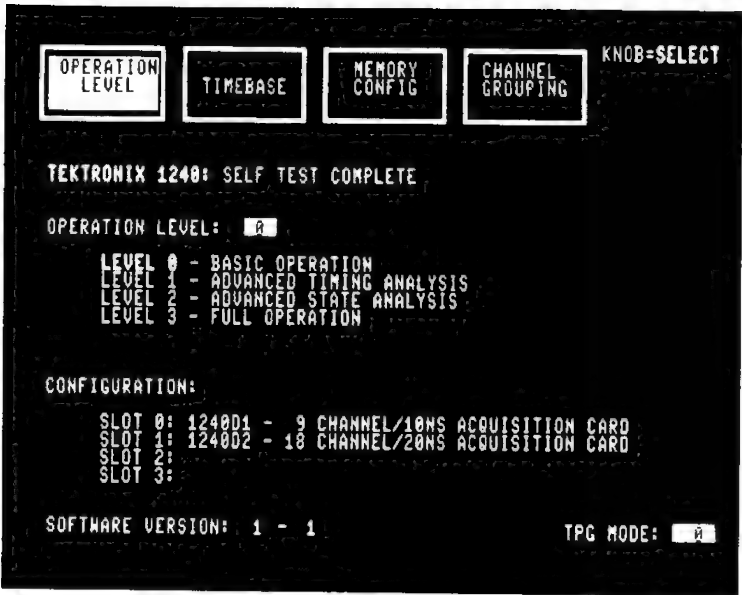 KNOB=SELECT
OPERATION LEVEL
TIMEBASE
MEMORY CONFIG
CHANNEL GROUPING
TEKTRONIX 1240: SELF TEST COMPLETE
OPERATION LEVEL: 0
LEVEL 0 - BASIC OPERATION
LEVEL 1 - ADVANCED TIMING ANALYSIS
LEVEL 2 - ADVANCED STATE ANALYSIS
LEVEL 3 - FULL OPERATION
CONFIGURATION:
SLOT 0: 1240D1 - 9 CHANNEL/10NS ACQUISITION CARD
SLOT 1: 1240D2 - 18 CHANNEL/20NS ACQUISITION CARD
SLOT 2:
SLOT 3:
SOFTWARE VERSION: 1 - 1
TPG MODE: 0